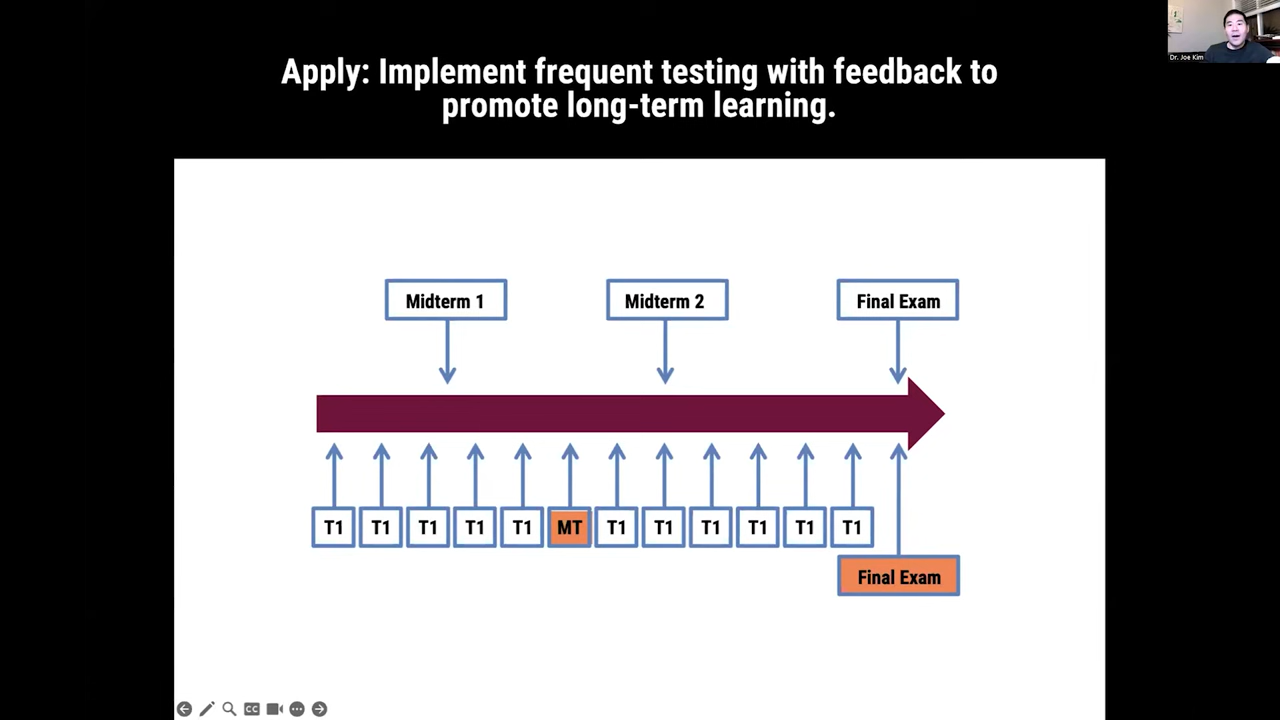 Apply: Implement frequent testing with feedback to
promote long-term learning.
Dr. Joe Kim
Midterm 1
Midterm 2
Final Exam
T1
T1
T1
T1
T1
MT
T1
T1
T1
T1
T1
T1
Final Exam
CC